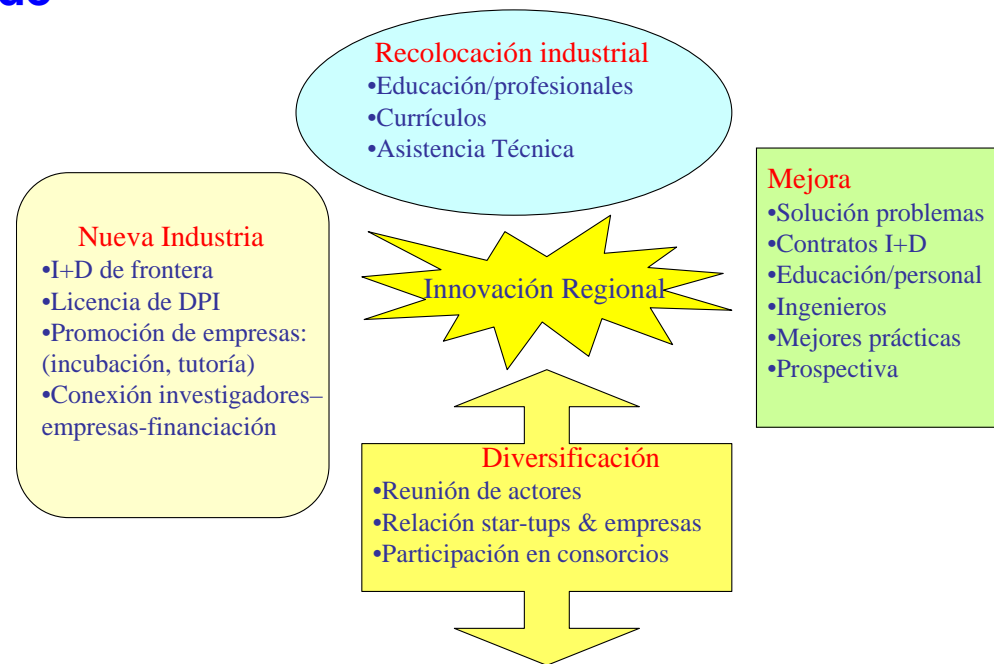 Recolocación industrial
•Educación/profesionales
•Currículos
•Asistencia Técnica
Nueva Industria
•I+D de frontera
•Licencia de DPI
•Promoción de empresas:
(incubación, tutoría)
•Conexión investigadores–
empresas-financiación
Innovación Regional
Mejora
•Solución problemas
•Contratos I+D
•Educación/personal
•Ingenieros
•Mejores prácticas
•Prospectiva
Diversificación
•Reunión de actores
•Relación star-tups & empresas
•Participación en consorcios